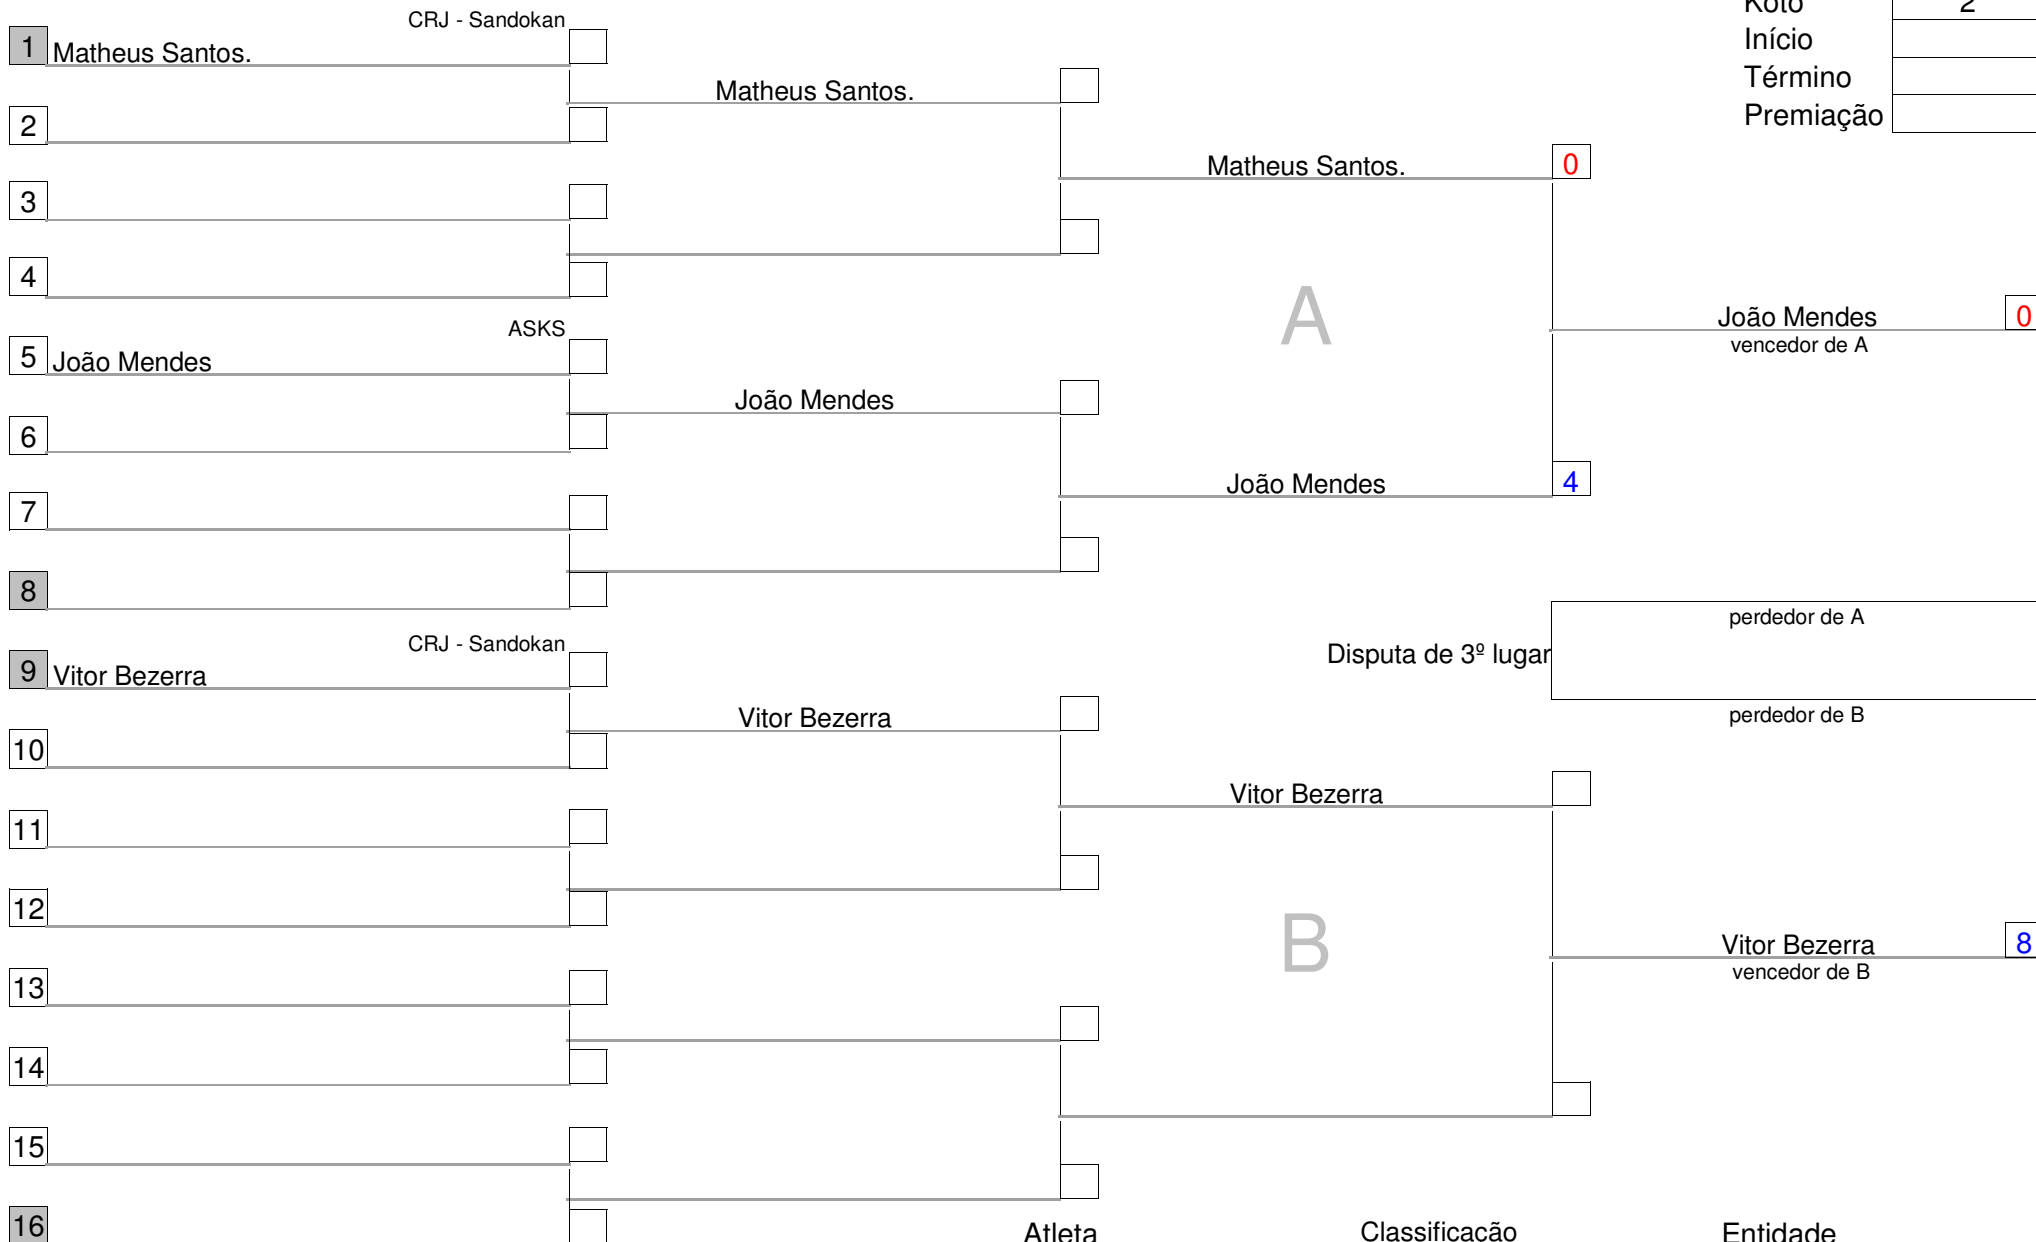 Koto 2
CRJ - Sandokan
1 Matheus Santos.
Início
Matheus Santos.
Término
2
Premiação
Matheus Santos. 0
3
4
João Mendes 0
vencedor de A
A
ASKS
5 João Mendes
João Mendes
6
João Mendes 4
7
8
perdedor de A
CRJ - Sandokan
Disputa de 3º lugar
9 Vitor Bezerra
Vitor Bezerra
perdedor de B
10
Vitor Bezerra
11
12
B
Vitor Bezerra 8
vencedor de B
13
14
15
16
Atleta Classificação Entidade